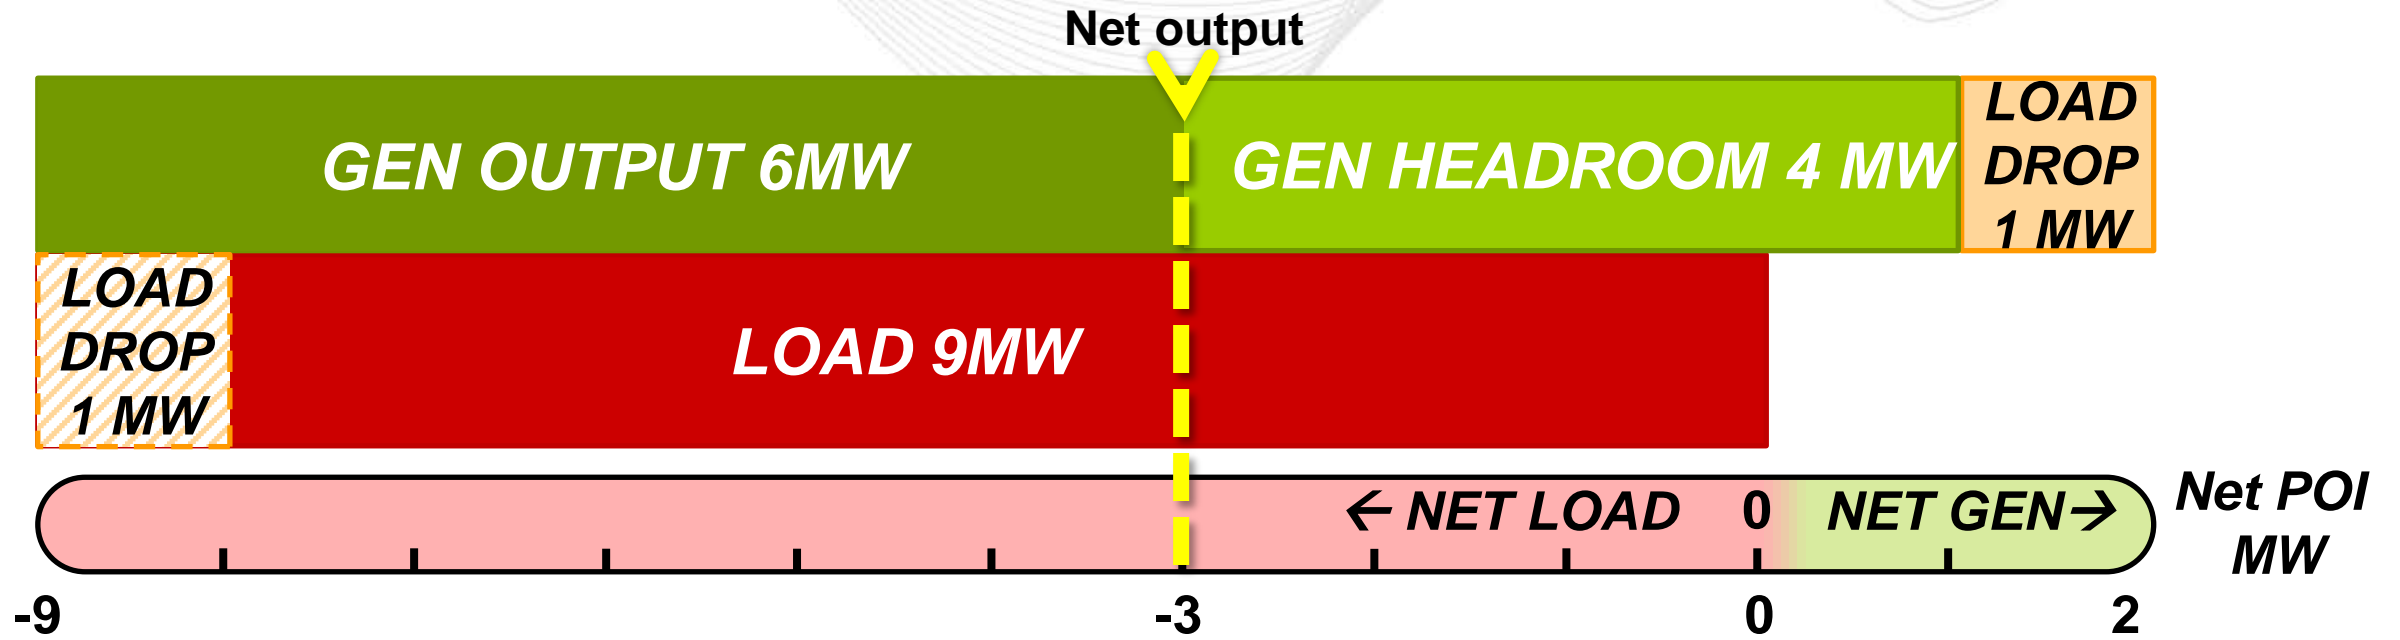 Net output
GEN OUTPUT 6MW
GEN HEADROOM 4 MW
LOAD
DROP
1 MW
LOAD
DROP
1 MW
LOAD 9MW
← NET LOAD
0
NET GEN→
Net POI
MW
-9
-3
0
2